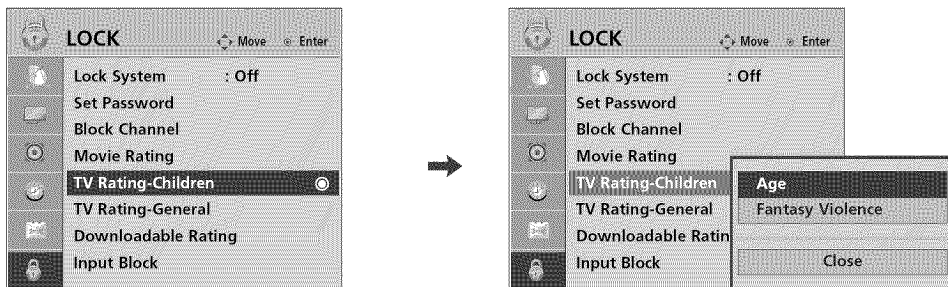 LOCK Move Enter
Lock System : Off
Set Password
Block Channel
Movie Rating
TV Rating-Children
TV Rating-General
Downloadable Rating
Input Block
LOCK Move Enter
Lock System : Off
Set Password
Block Channel
Movie Rating
TV Rating-Children
TV Rating-General
Downloadable Ratin
Input Block
Age
Fantasy Violence
Close